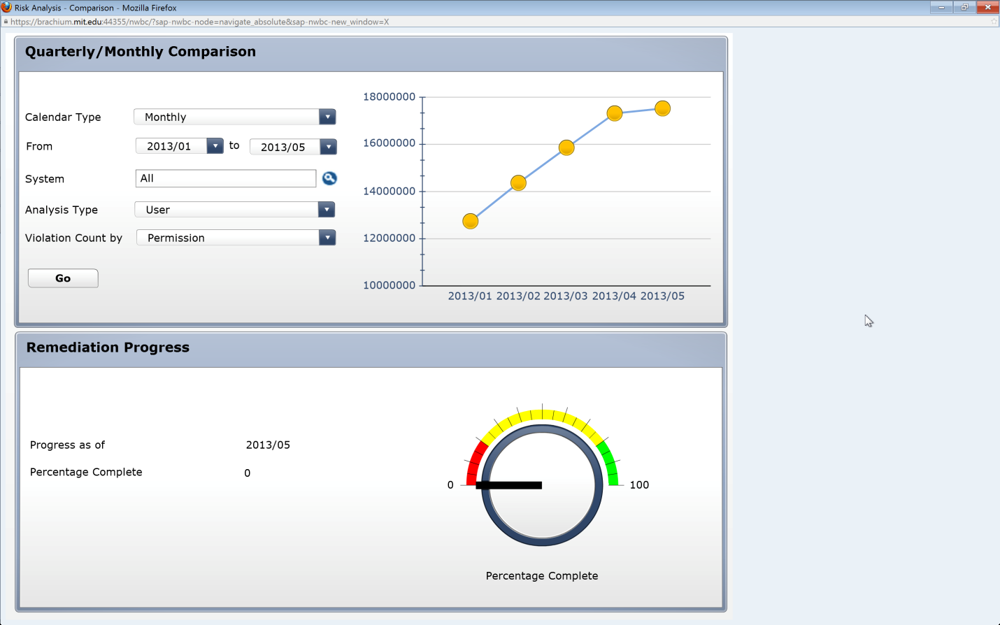 Risk Analysis - Comparison - Mozilla Firefox
https://brachium.mit.edu:44355/nwbc/?sap-nwbc-node=navigate_absolute&sap-nwbc-new_window=X
Quarterly/Monthly Comparison
Calendar Type Monthly
From 2013/01 to 2013/05
System All
Analysis Type User
Violation Count by Permission
Go
18000000
16000000
14000000
12000000
10000000
2013/01 2013/02 2013/03 2013/04 2013/05
Remediation Progress
Progress as of 2013/05
Percentage Complete 0
0 100
Percentage Complete